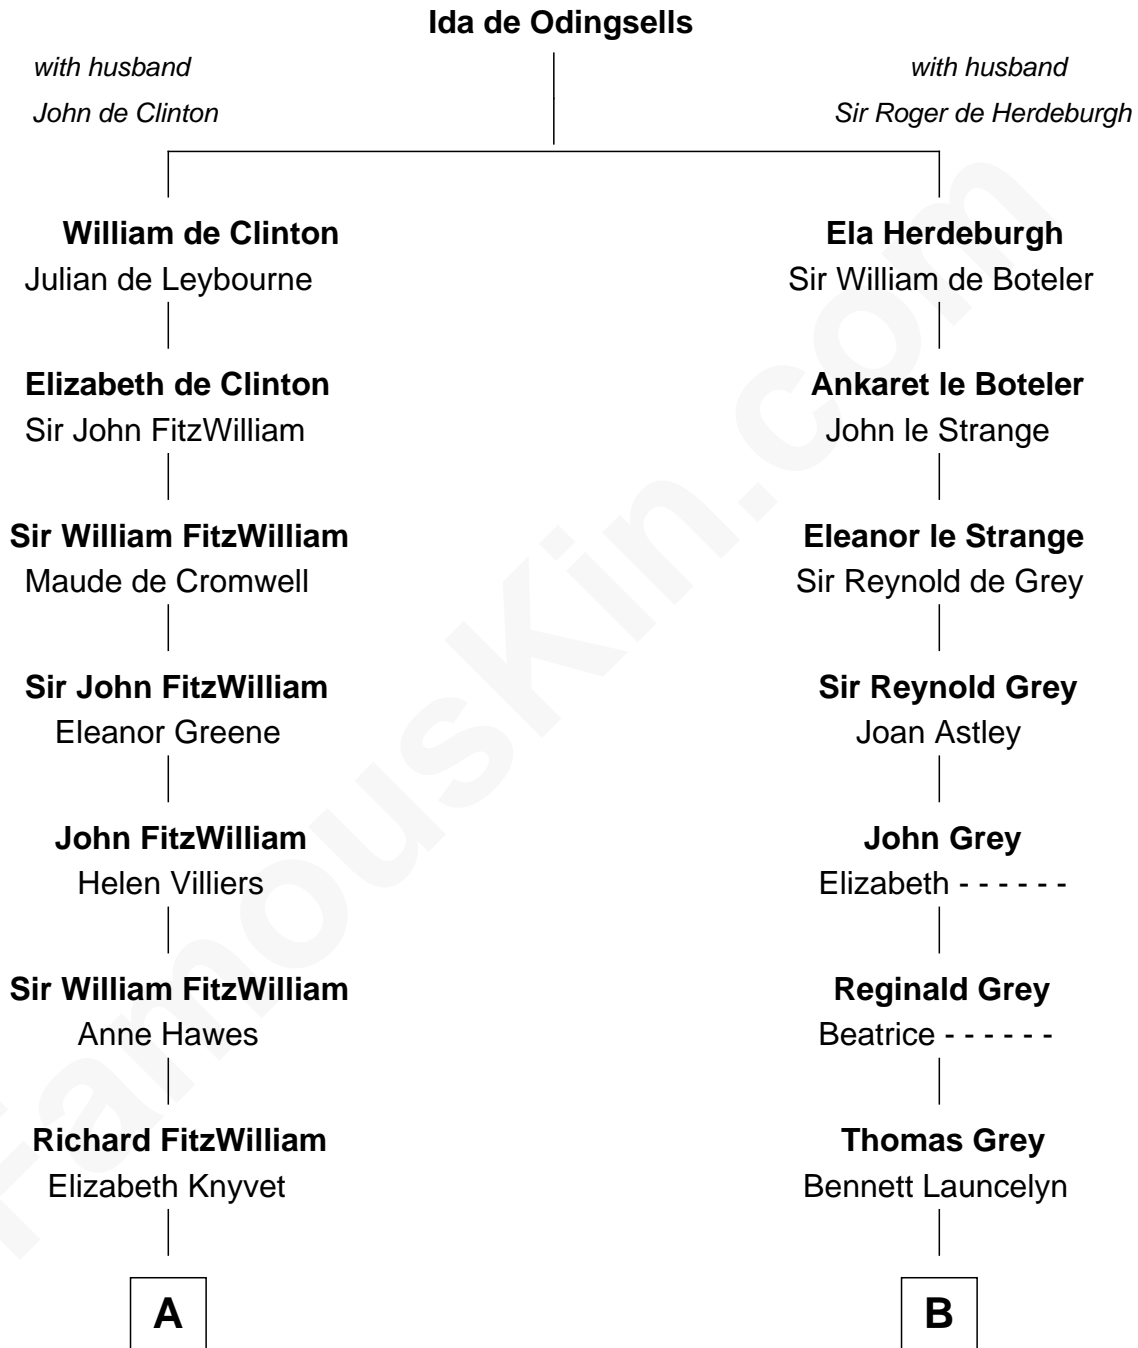 Ida de Odingsells
with husband
John de Clinton
with husband
Sir Roger de Herdeburgh
William de Clinton
Julian de Leybourne
Ela Herdeburgh
Sir William de Boteler
Elizabeth de Clinton
Sir John FitzWilliam
Ankaret le Boteler
John le Strange
Sir William FitzWilliam
Maude de Cromwell
Eleanor le Strange
Sir Reynold de Grey
Sir John FitzWilliam
Eleanor Greene
Sir Reynold Grey
Joan Astley
John FitzWilliam
Helen Villiers
John Grey
Elizabeth - - - - - -
Sir William FitzWilliam
Anne Hawes
Reginald Grey
Beatrice - - - - - -
Richard FitzWilliam
Elizabeth Knyvet
Thomas Grey
Bennett Launcelyn
A
B
FamousKin.com